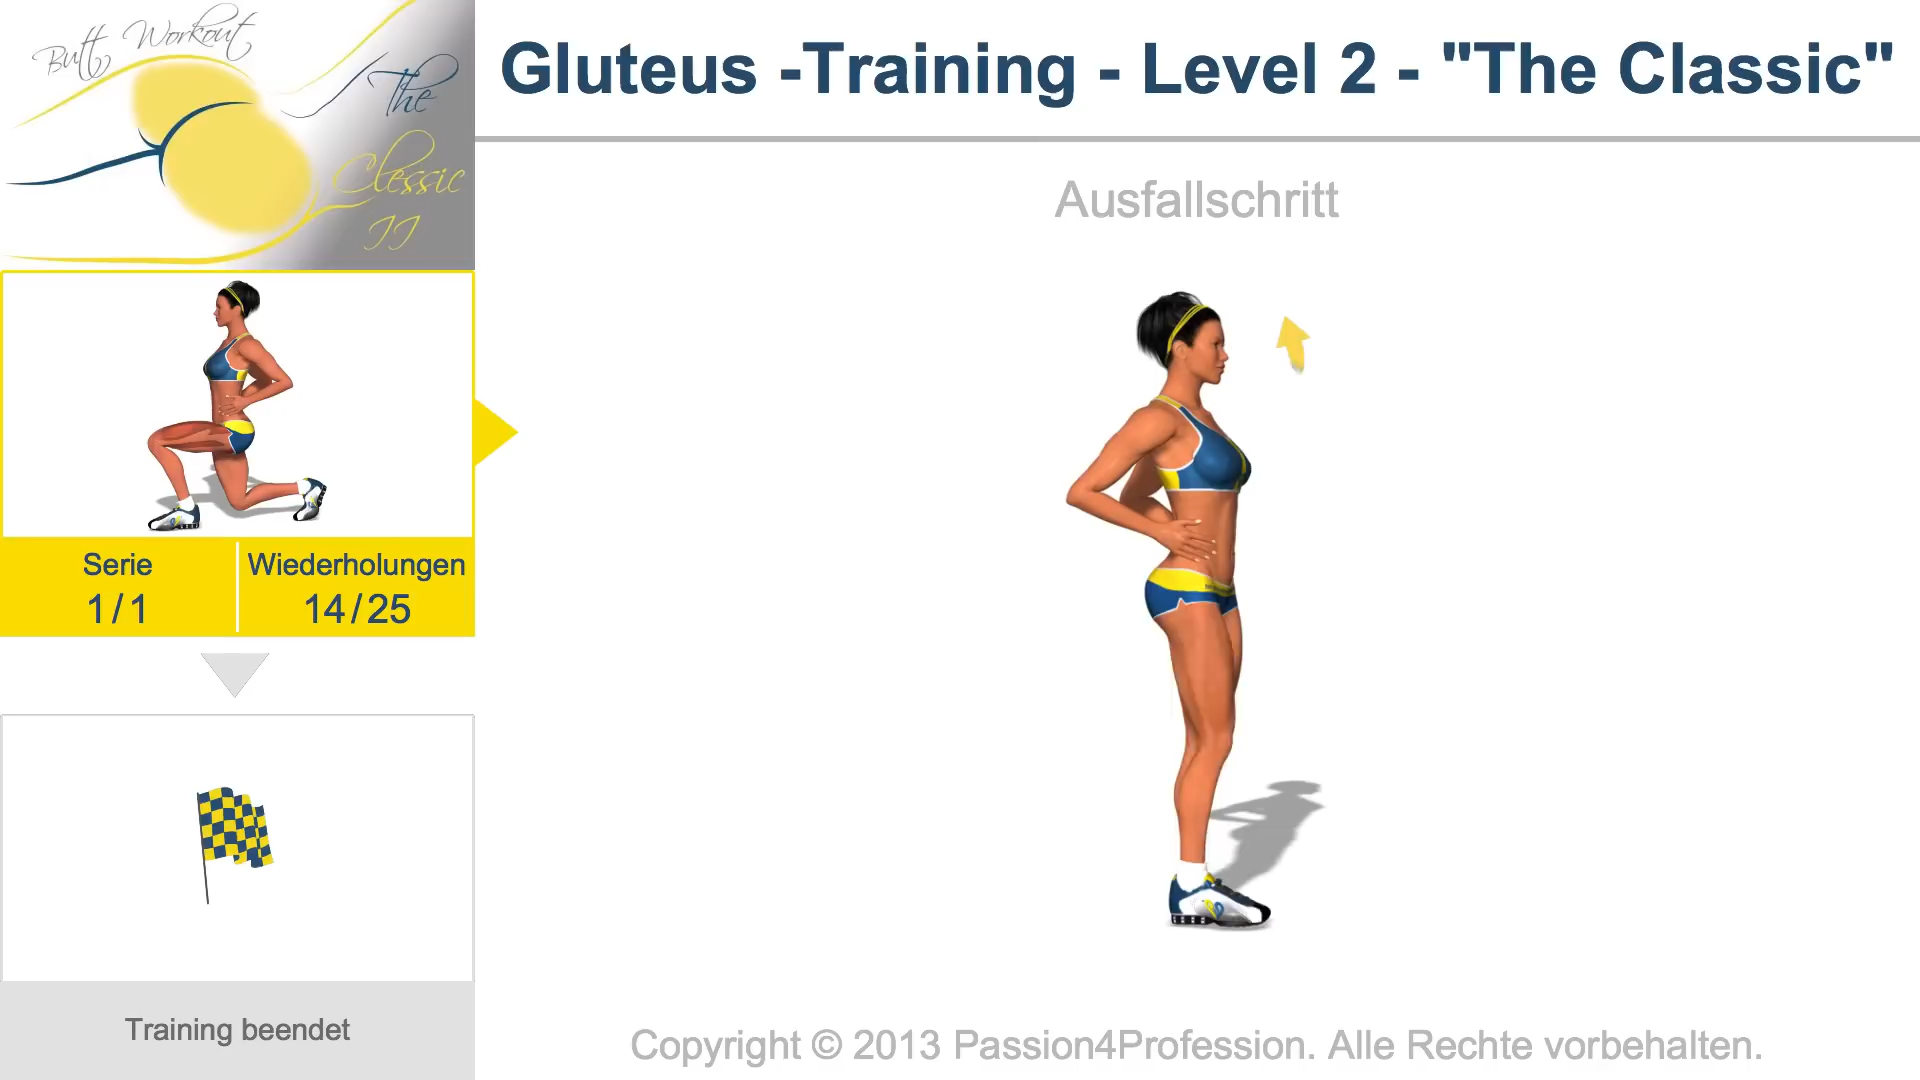 Butt Workout
The
Classic
II
Gluteus -Training - Level 2 - "The Classic"
Ausfallschritt
Serie
1/1
Wiederholungen
14/25
Training beendet
Copyright © 2013 Passion4Profession. Alle Rechte vorbehalten.